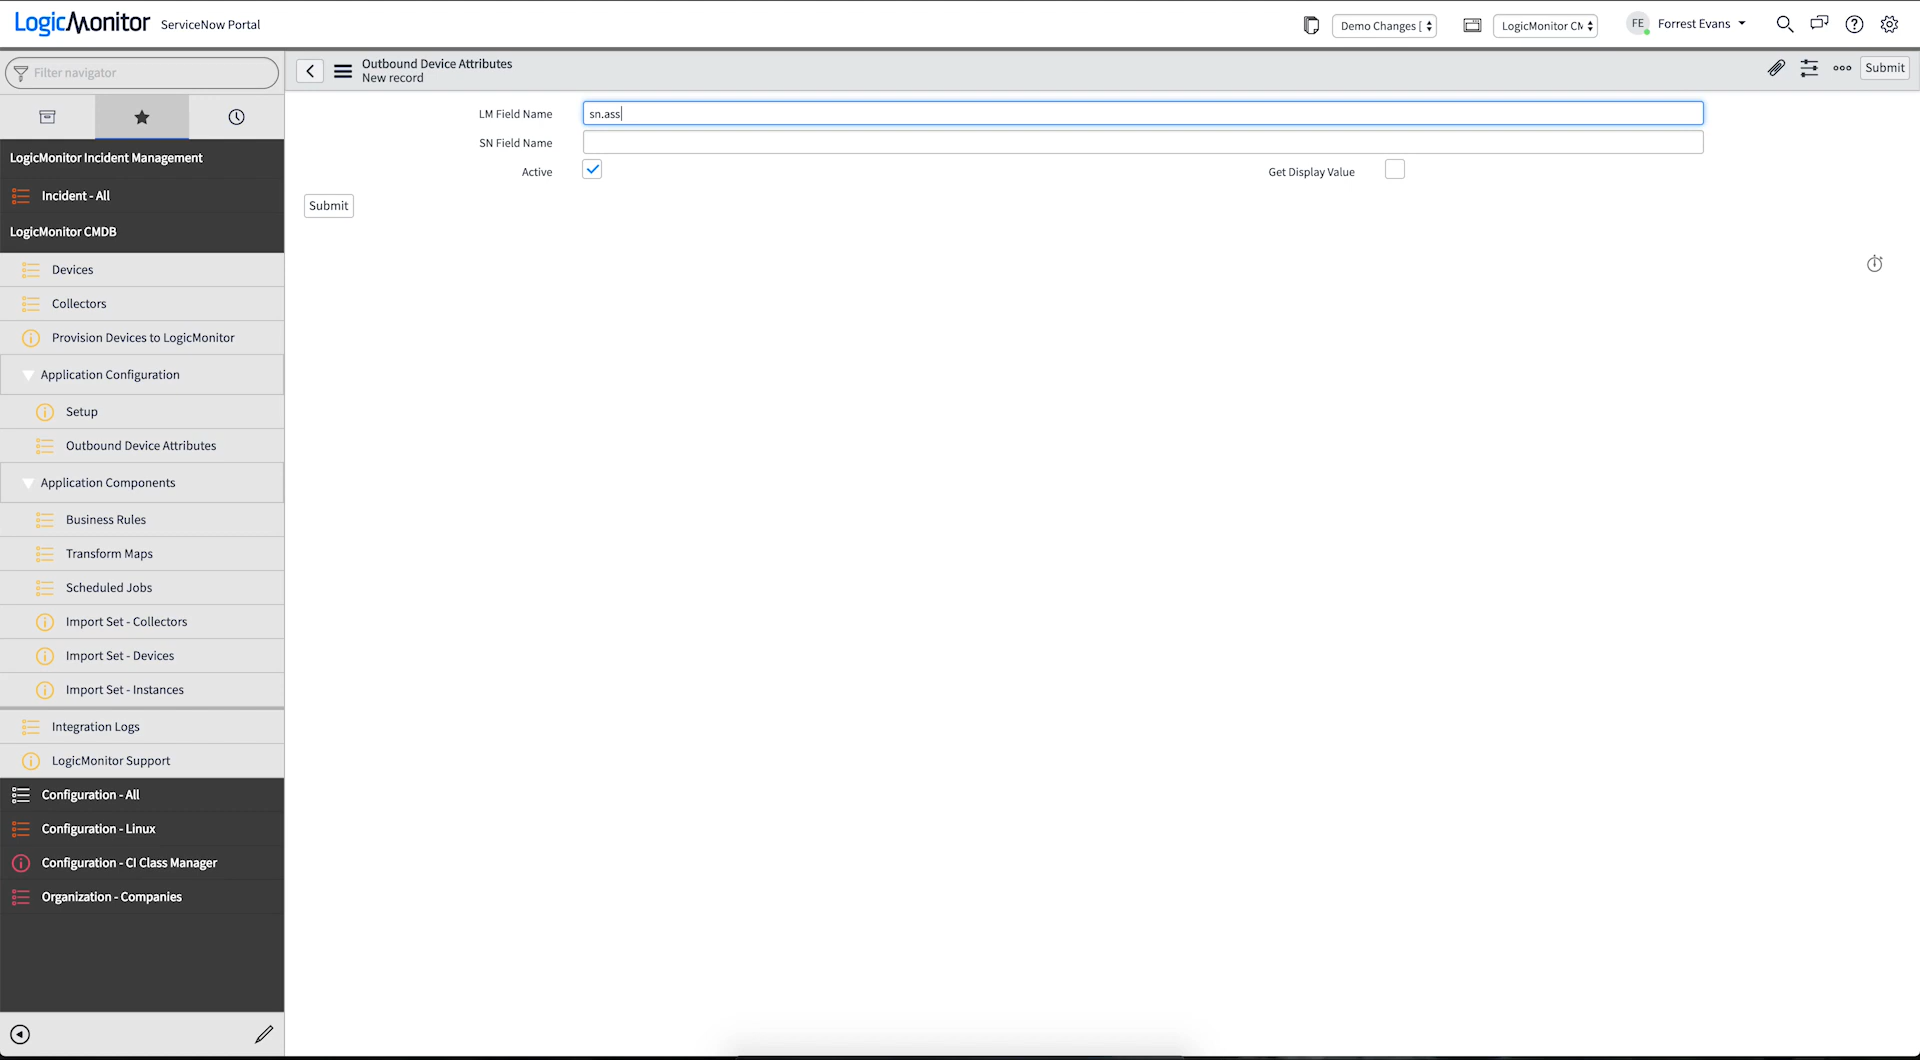 LogicMonitor ServiceNow Portal
Demo Changes [
LogicMonitor CM
FE Forrest Evans
Filter navigator
Outbound Device Attributes
New record
Submit
LM Field Name sn.ass
SN Field Name
Active
Get Display Value
Submit
LogicMonitor Incident Management
Incident - All
LogicMonitor CMDB
Devices
Collectors
Provision Devices to LogicMonitor
Application Configuration
Setup
Outbound Device Attributes
Application Components
Business Rules
Transform Maps
Scheduled Jobs
Import Set - Collectors
Import Set - Devices
Import Set - Instances
Integration Logs
LogicMonitor Support
Configuration - All
Configuration - Linux
Configuration - CI Class Manager
Organization - Companies